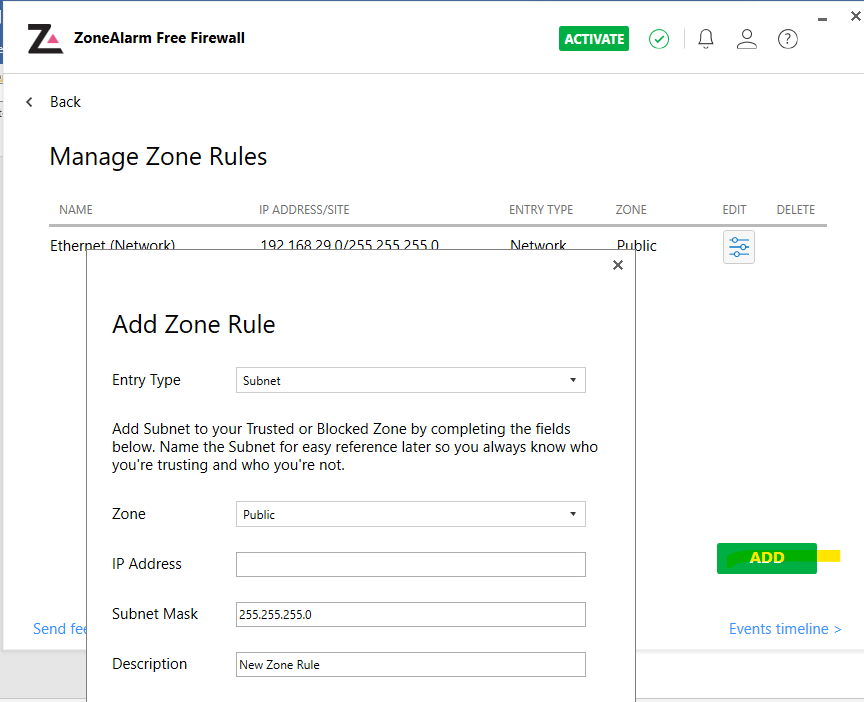 ZoneAlarm Free Firewall
ACTIVATE
Back
Manage Zone Rules
NAME IP ADDRESS/SITE ENTRY TYPE ZONE EDIT DELETE
Ethernet (Network) 192.168.29.0/255.255.255.0 Network Public
Add Zone Rule
Entry Type Subnet
Add Subnet to your Trusted or Blocked Zone by completing the fields
below. Name the Subnet for easy reference later so you always know who
you're trusting and who you're not.
Zone Public
IP Address
ADD
Subnet Mask 255.255.255.0
Send fee
Events timeline >
Description New Zone Rule